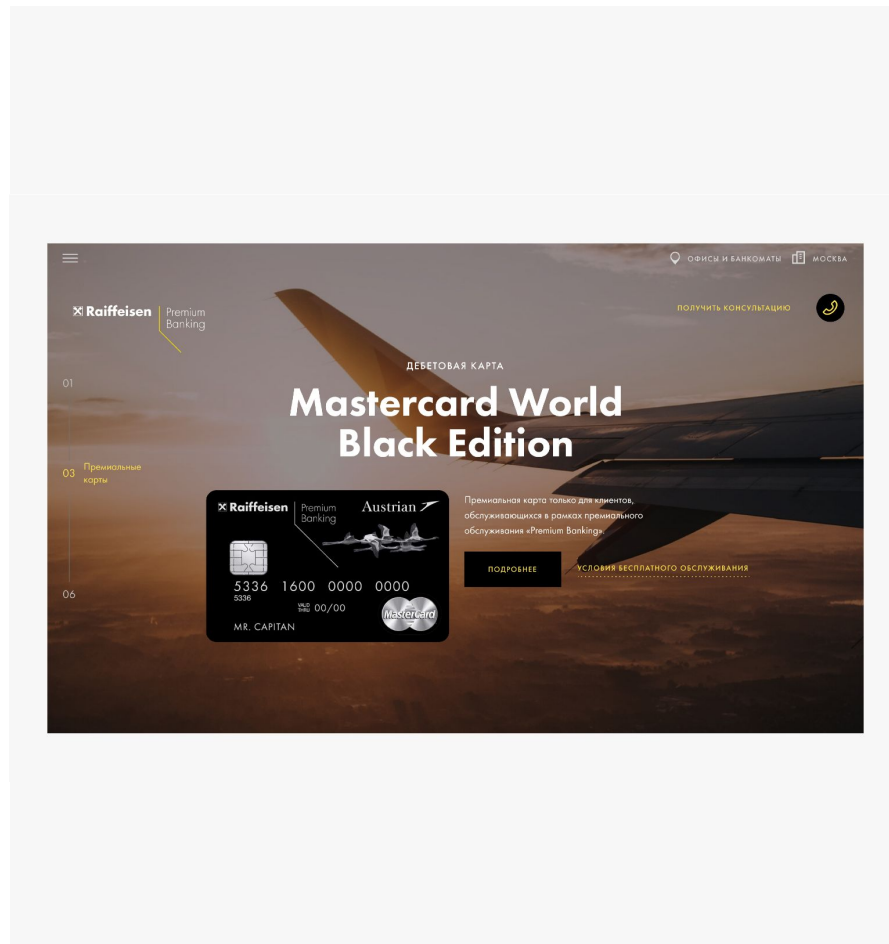 ОФИСЫ И БАНКОМАТЫ МОСКВА
Raiffeisen Premium Banking
ПОЛУЧИТЬ КОНСУЛЬТАЦИЮ
ДЕБЕТОВАЯ КАРТА
Mastercard World
Black Edition
01
03 Премиальные
карты
06
Raiffeisen Premium Banking
Austrian
5336 1600 0000 0000
5336
VALID THRU 00/00
MasterCard
MR. CAPITAN
Премиальная карта только для клиентов,
обслуживающихся в рамках премиального
обслуживания «Premium Banking».
ПОДРОБНЕЕ
УСЛОВИЯ БЕСПЛАТНОГО ОБСЛУЖИВАНИЯ